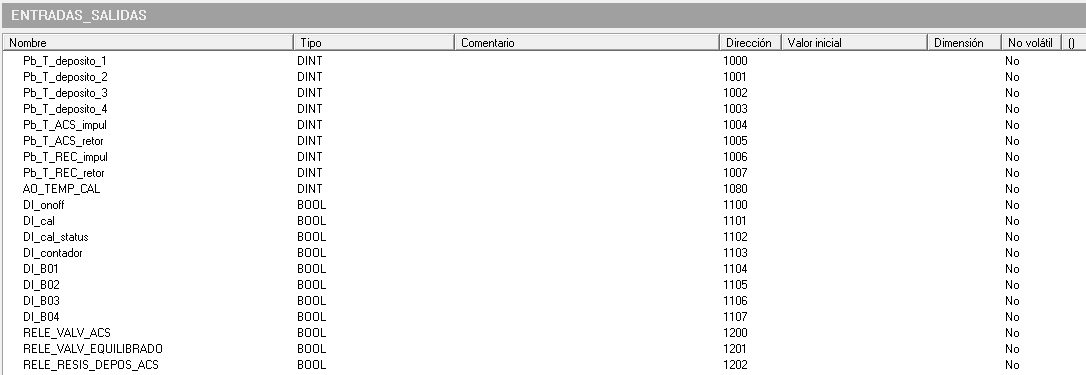 ENTRADAS_SALIDAS
Nombre Tipo Comentario Dirección Valor inicial Dimensión No volátil ()
Pb_T_deposito_1 DINT 1000 No
Pb_T_deposito_2 DINT 1001 No
Pb_T_deposito_3 DINT 1002 No
Pb_T_deposito_4 DINT 1003 No
Pb_T_ACS_impul DINT 1004 No
Pb_T_ACS_retor DINT 1005 No
Pb_T_REC_impul DINT 1006 No
Pb_T_REC_retor DINT 1007 No
AO_TEMP_CAL DINT 1080 No
DI_onoff BOOL 1100 No
DI_cal BOOL 1101 No
DI_cal_status BOOL 1102 No
DI_contador BOOL 1103 No
DI_B01 BOOL 1104 No
DI_B02 BOOL 1105 No
DI_B03 BOOL 1106 No
DI_B04 BOOL 1107 No
RELE_VALV_ACS BOOL 1200 No
RELE_VALV_EQUILIBRADO BOOL 1201 No
RELE_RESIS_DEPOS_ACS BOOL 1202 No